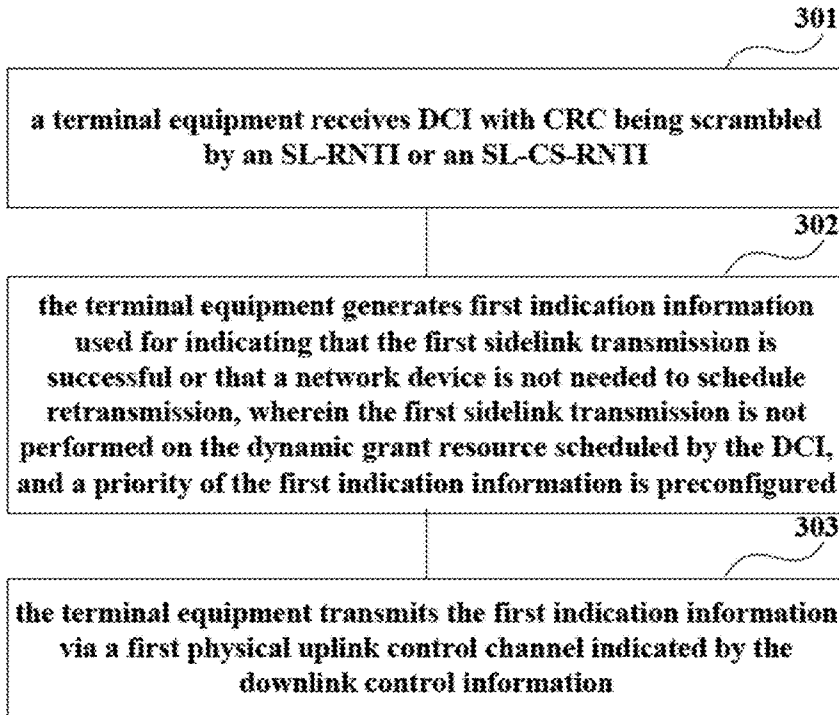 301
a terminal equipment receives DCI with CRC being scrambled
by an SL-RNTI or an SL-CS-RNTI
302
the terminal equipment generates first indication information
used for indicating that the first sidelink transmission is
successful or that a network device is not needed to schedule
retransmission, wherein the first sidelink transmission is not
performed on the dynamic grant resource scheduled by the DCI,
and a priority of the first indication information is preconfigured
303
the terminal equipment transmits the first indication information
via a first physical uplink control channel indicated by the
downlink control information